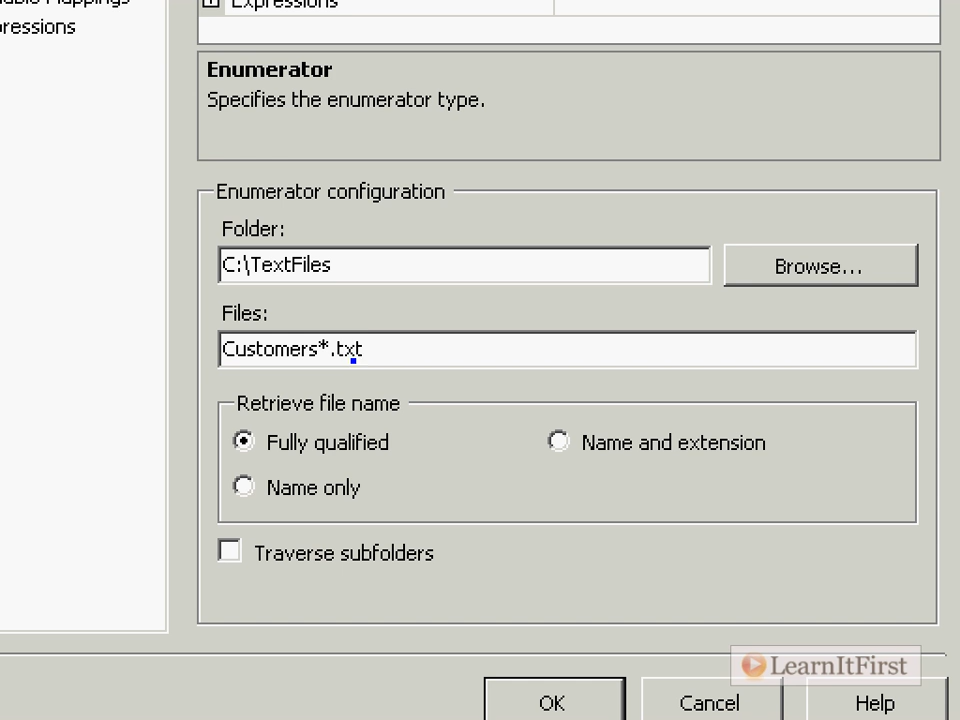 Expressions
pressions
Enumerator
Specifies the enumerator type.
Enumerator configuration
Folder:
C:\TextFiles
Browse...
Files:
Customers*.txt
Retrieve file name
Fully qualified
Name and extension
Name only
Traverse subfolders
LearnItFirst
OK
Cancel
Help